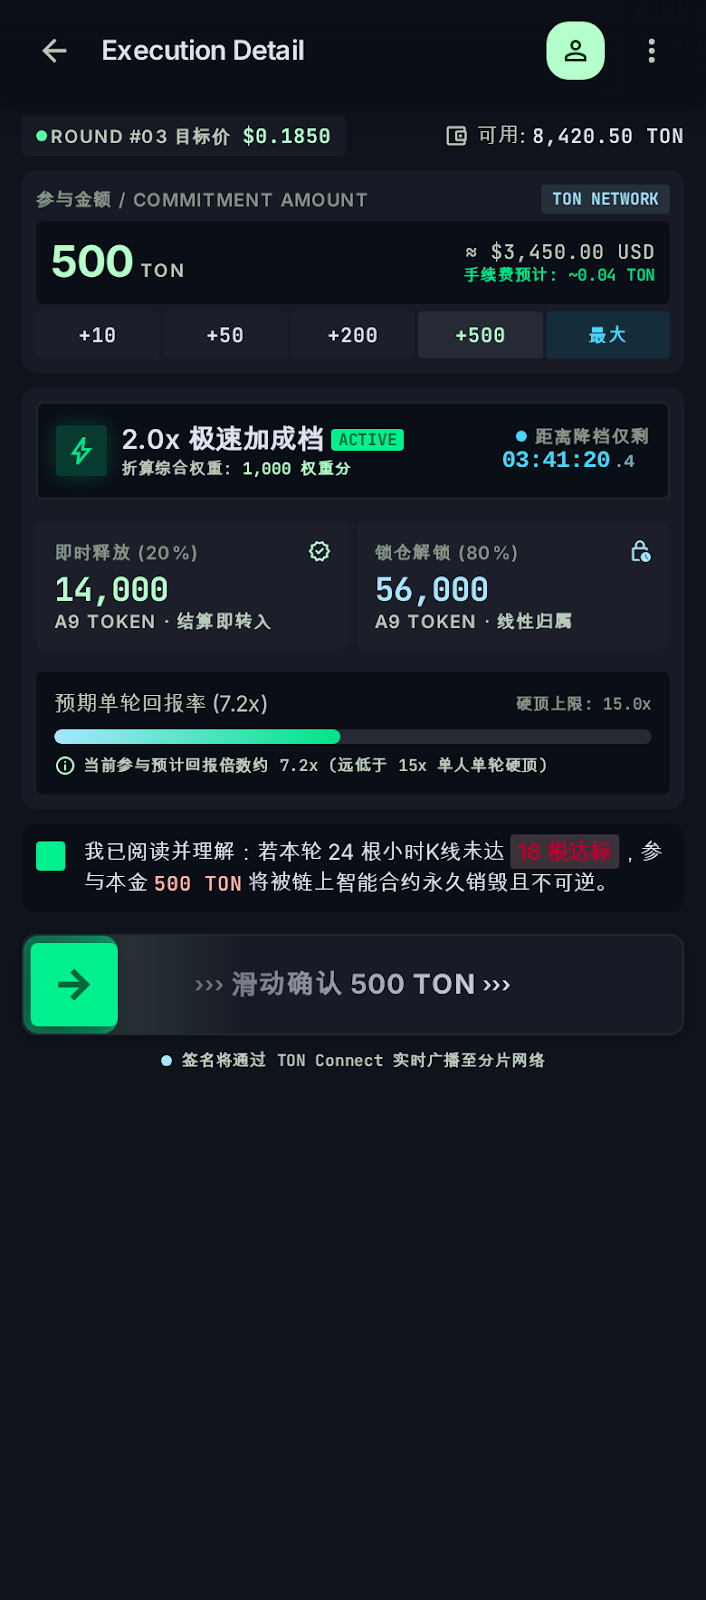 Execution Detail
ROUND #03 目标价 $0.1850
可用: 8,420.50 TON
参与金额 / COMMITMENT AMOUNT
TON NETWORK
500 TON
≈ $3,450.00 USD
手续费预计: ~0.04 TON
+10
+50
+200
+500
最大
2.0x 极速加成档 ACTIVE
折算综合权重: 1,000 权重分
距离降档仅剩
03:41:20.4
即时释放 (20%)
14,000
A9 TOKEN · 结算即转入
锁仓解锁 (80%)
56,000
A9 TOKEN · 线性归属
预期单轮回报率 (7.2x)
硬顶上限: 15.0x
当前参与预计回报倍数约 7.2x (远低于 15x 单人单轮硬顶)
我已阅读并理解：若本轮 24 根小时K线未达 16 根达标，参
与本金 500 TON 将被链上智能合约永久销毁且不可逆。
››› 滑动确认 500 TON ›››
签名将通过 TON Connect 实时广播至分片网络